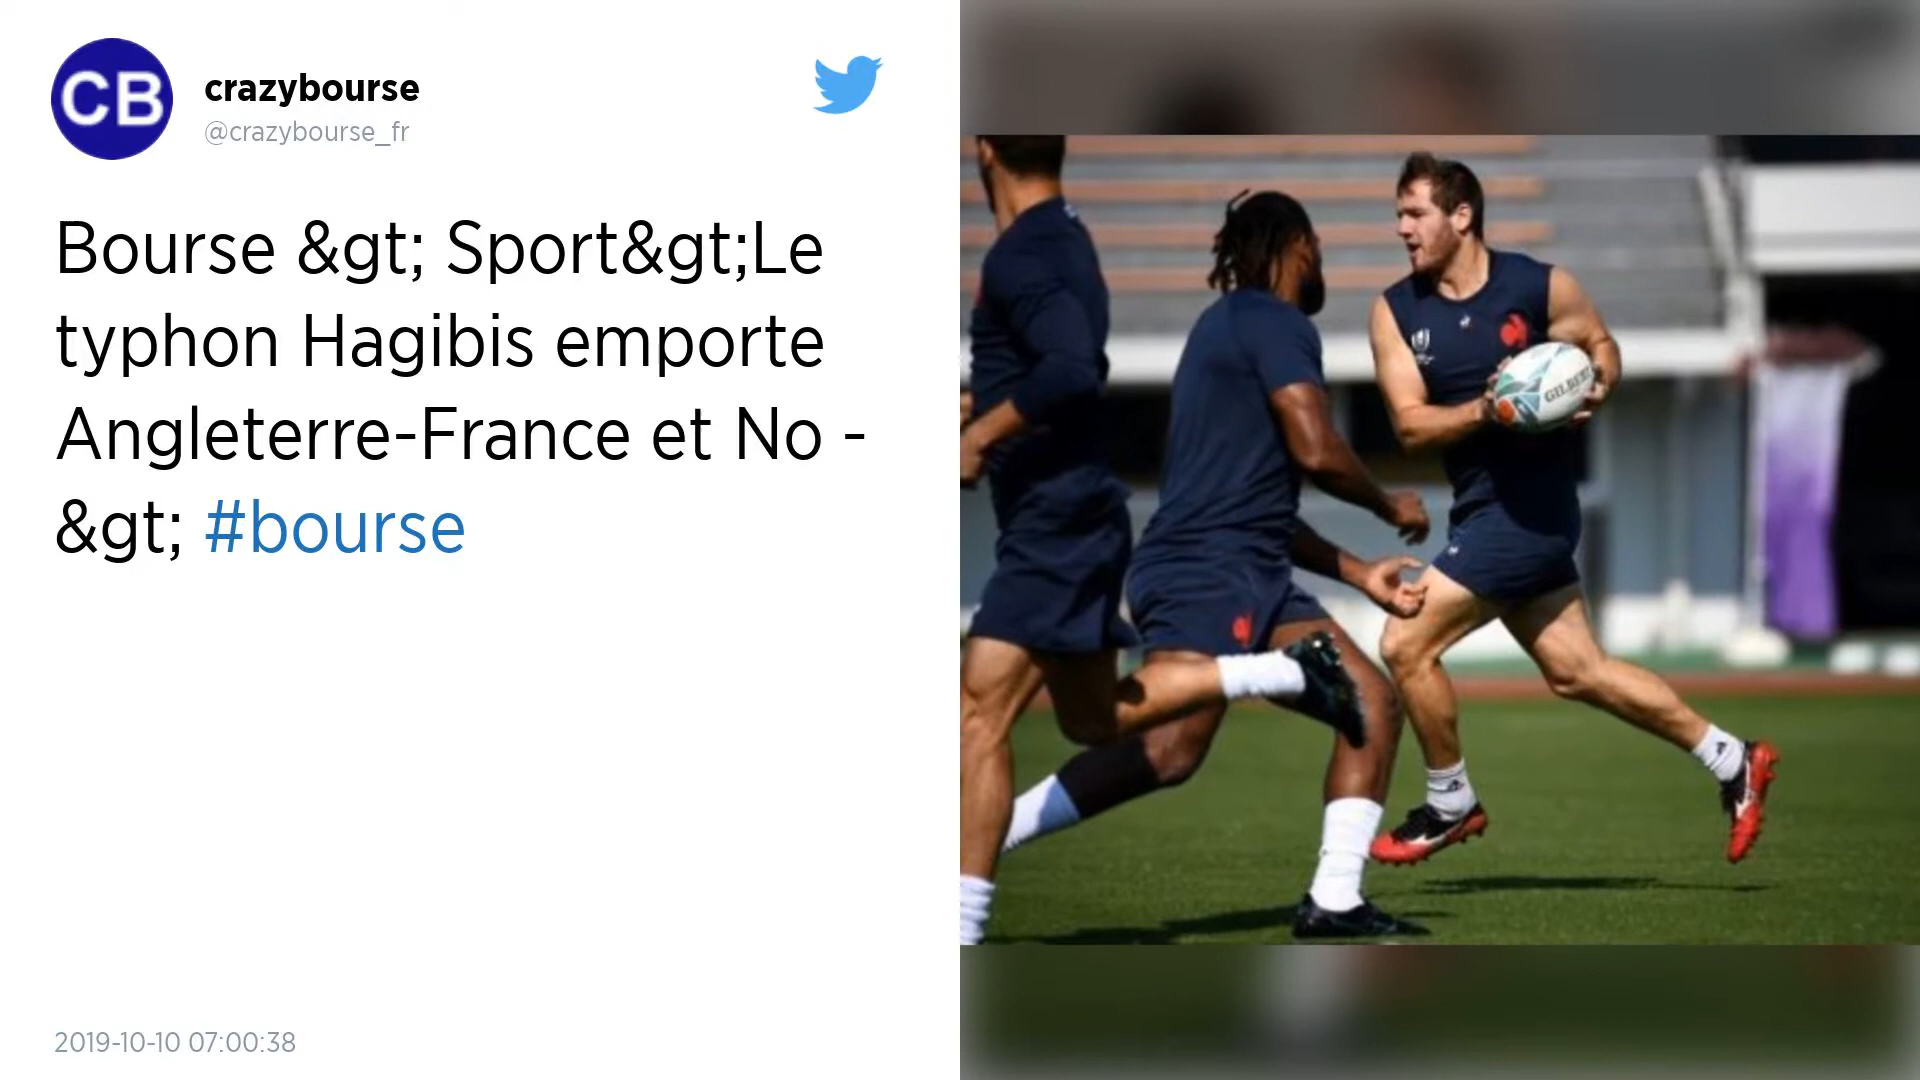 CB
crazybourse
@crazybourse_fr
Bourse &gt; Sport&gt;Le
typhon Hagibis emporte
Angleterre-France et No -
&gt; #bourse
2019-10-10 07:00:38
GILBERT